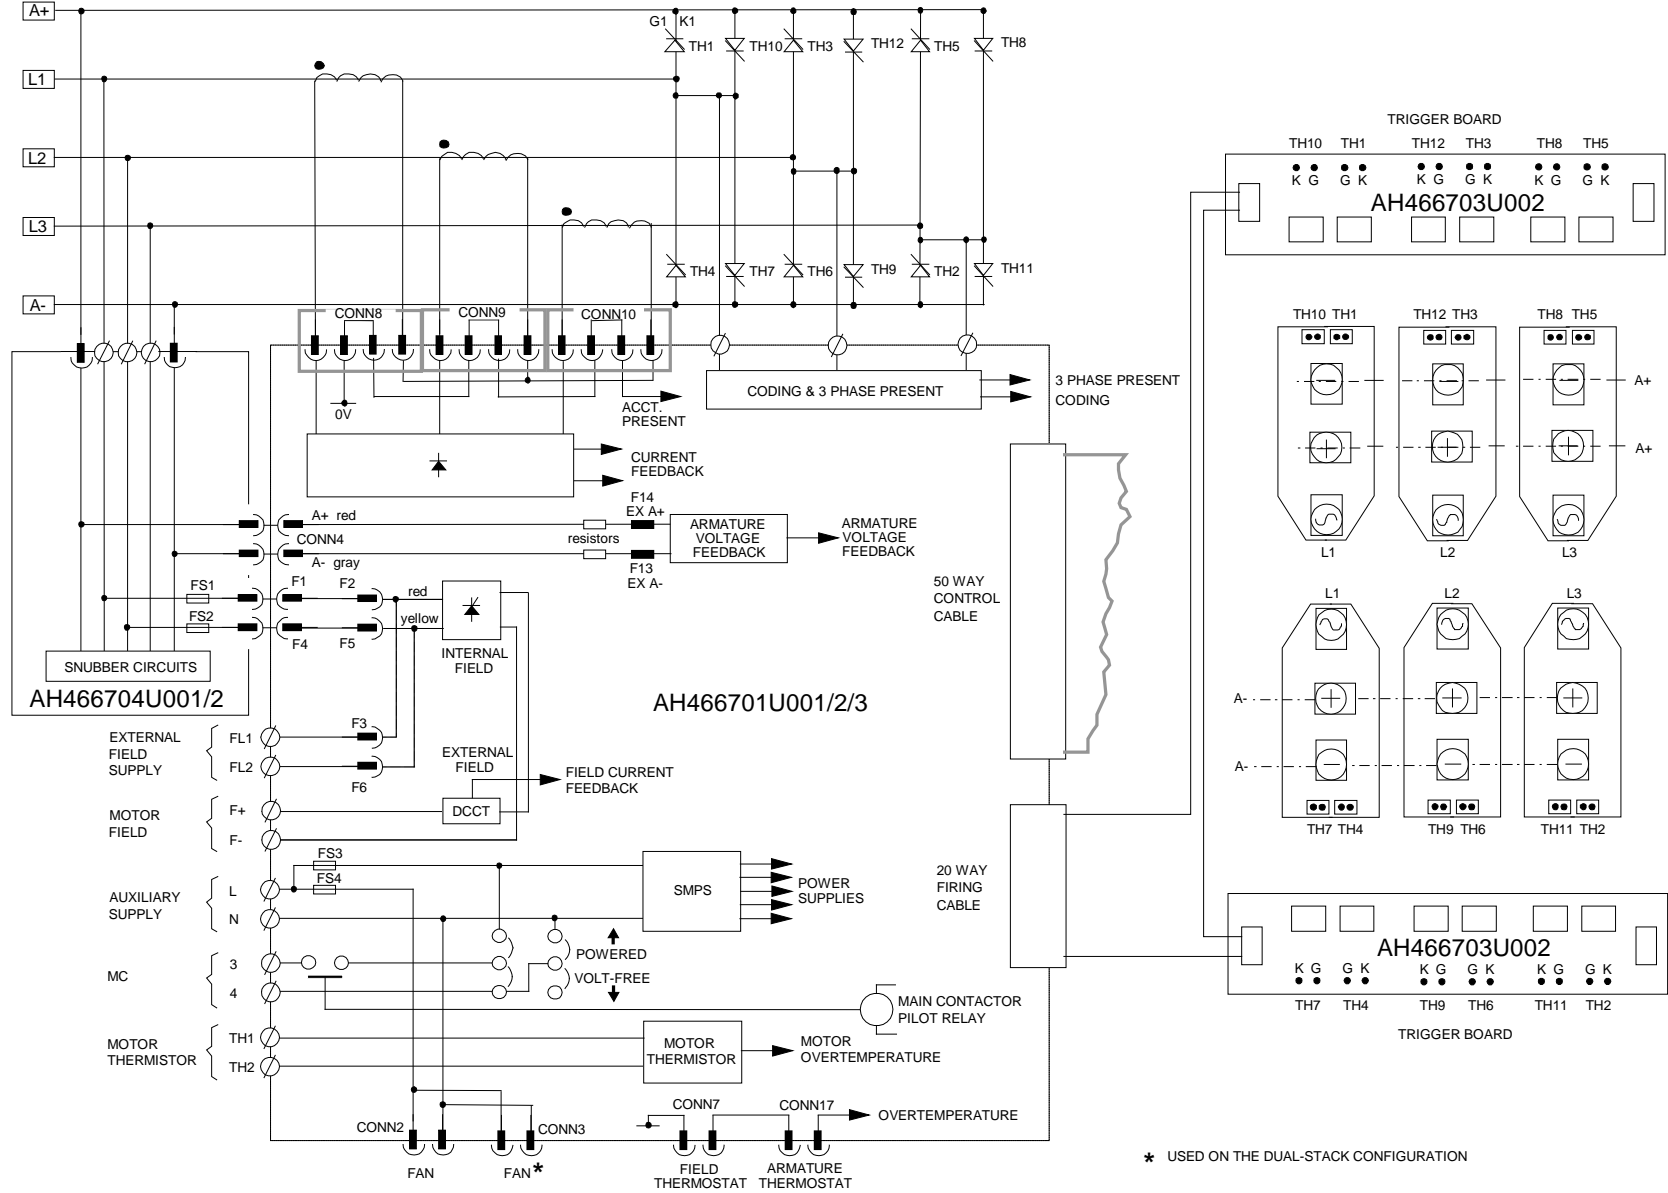 A+
G1 K1
TH1
TH10
TH3
TH12
TH5
TH8
L1
L2
L3
TH4
TH7
TH6
TH9
TH2
TH11
A-
CONN8
CONN9
CONN10
0V
ACCT.
PRESENT
CODING & 3 PHASE PRESENT
3 PHASE PRESENT
CODING
CURRENT
FEEDBACK
A+ red
CONN4
A- gray
resistors
F14
EX A+
F13
EX A-
ARMATURE
VOLTAGE
FEEDBACK
ARMATURE
VOLTAGE
FEEDBACK
FS1
F1
F2
red
FS2
F4
F5
yellow
INTERNAL
FIELD
SNUBBER CIRCUITS
AH466704U001/2
AH466701U001/2/3
50 WAY
CONTROL
CABLE
EXTERNAL
FIELD
SUPPLY
FL1
FL2
F3
F6
EXTERNAL
FIELD
DCCT
FIELD CURRENT
FEEDBACK
MOTOR
FIELD
F+
F-
AUXILIARY
SUPPLY
L
N
FS3
FS4
SMPS
POWER
SUPPLIES
20 WAY
FIRING
CABLE
MC
3
4
POWERED
VOLT-FREE
MAIN CONTACTOR
PILOT RELAY
MOTOR
THERMISTOR
TH1
TH2
MOTOR
THERMISTOR
MOTOR
OVERTEMPERATURE
CONN2
CONN3
FAN
FAN*
CONN7
CONN17
OVERTEMPERATURE
FIELD
THERMOSTAT
ARMATURE
THERMOSTAT
TRIGGER BOARD
TH10 TH1 TH12 TH3 TH8 TH5
K G G K K G G K K G G K
AH466703U002
TH10 TH1
TH12 TH3
TH8 TH5
A+
A+
L1
L2
L3
L1
L2
L3
A-
A-
TH7 TH4
TH9 TH6
TH11 TH2
AH466703U002
K G G K K G G K K G G K
TH7 TH4 TH9 TH6 TH11 TH2
TRIGGER BOARD
* USED ON THE DUAL-STACK CONFIGURATION